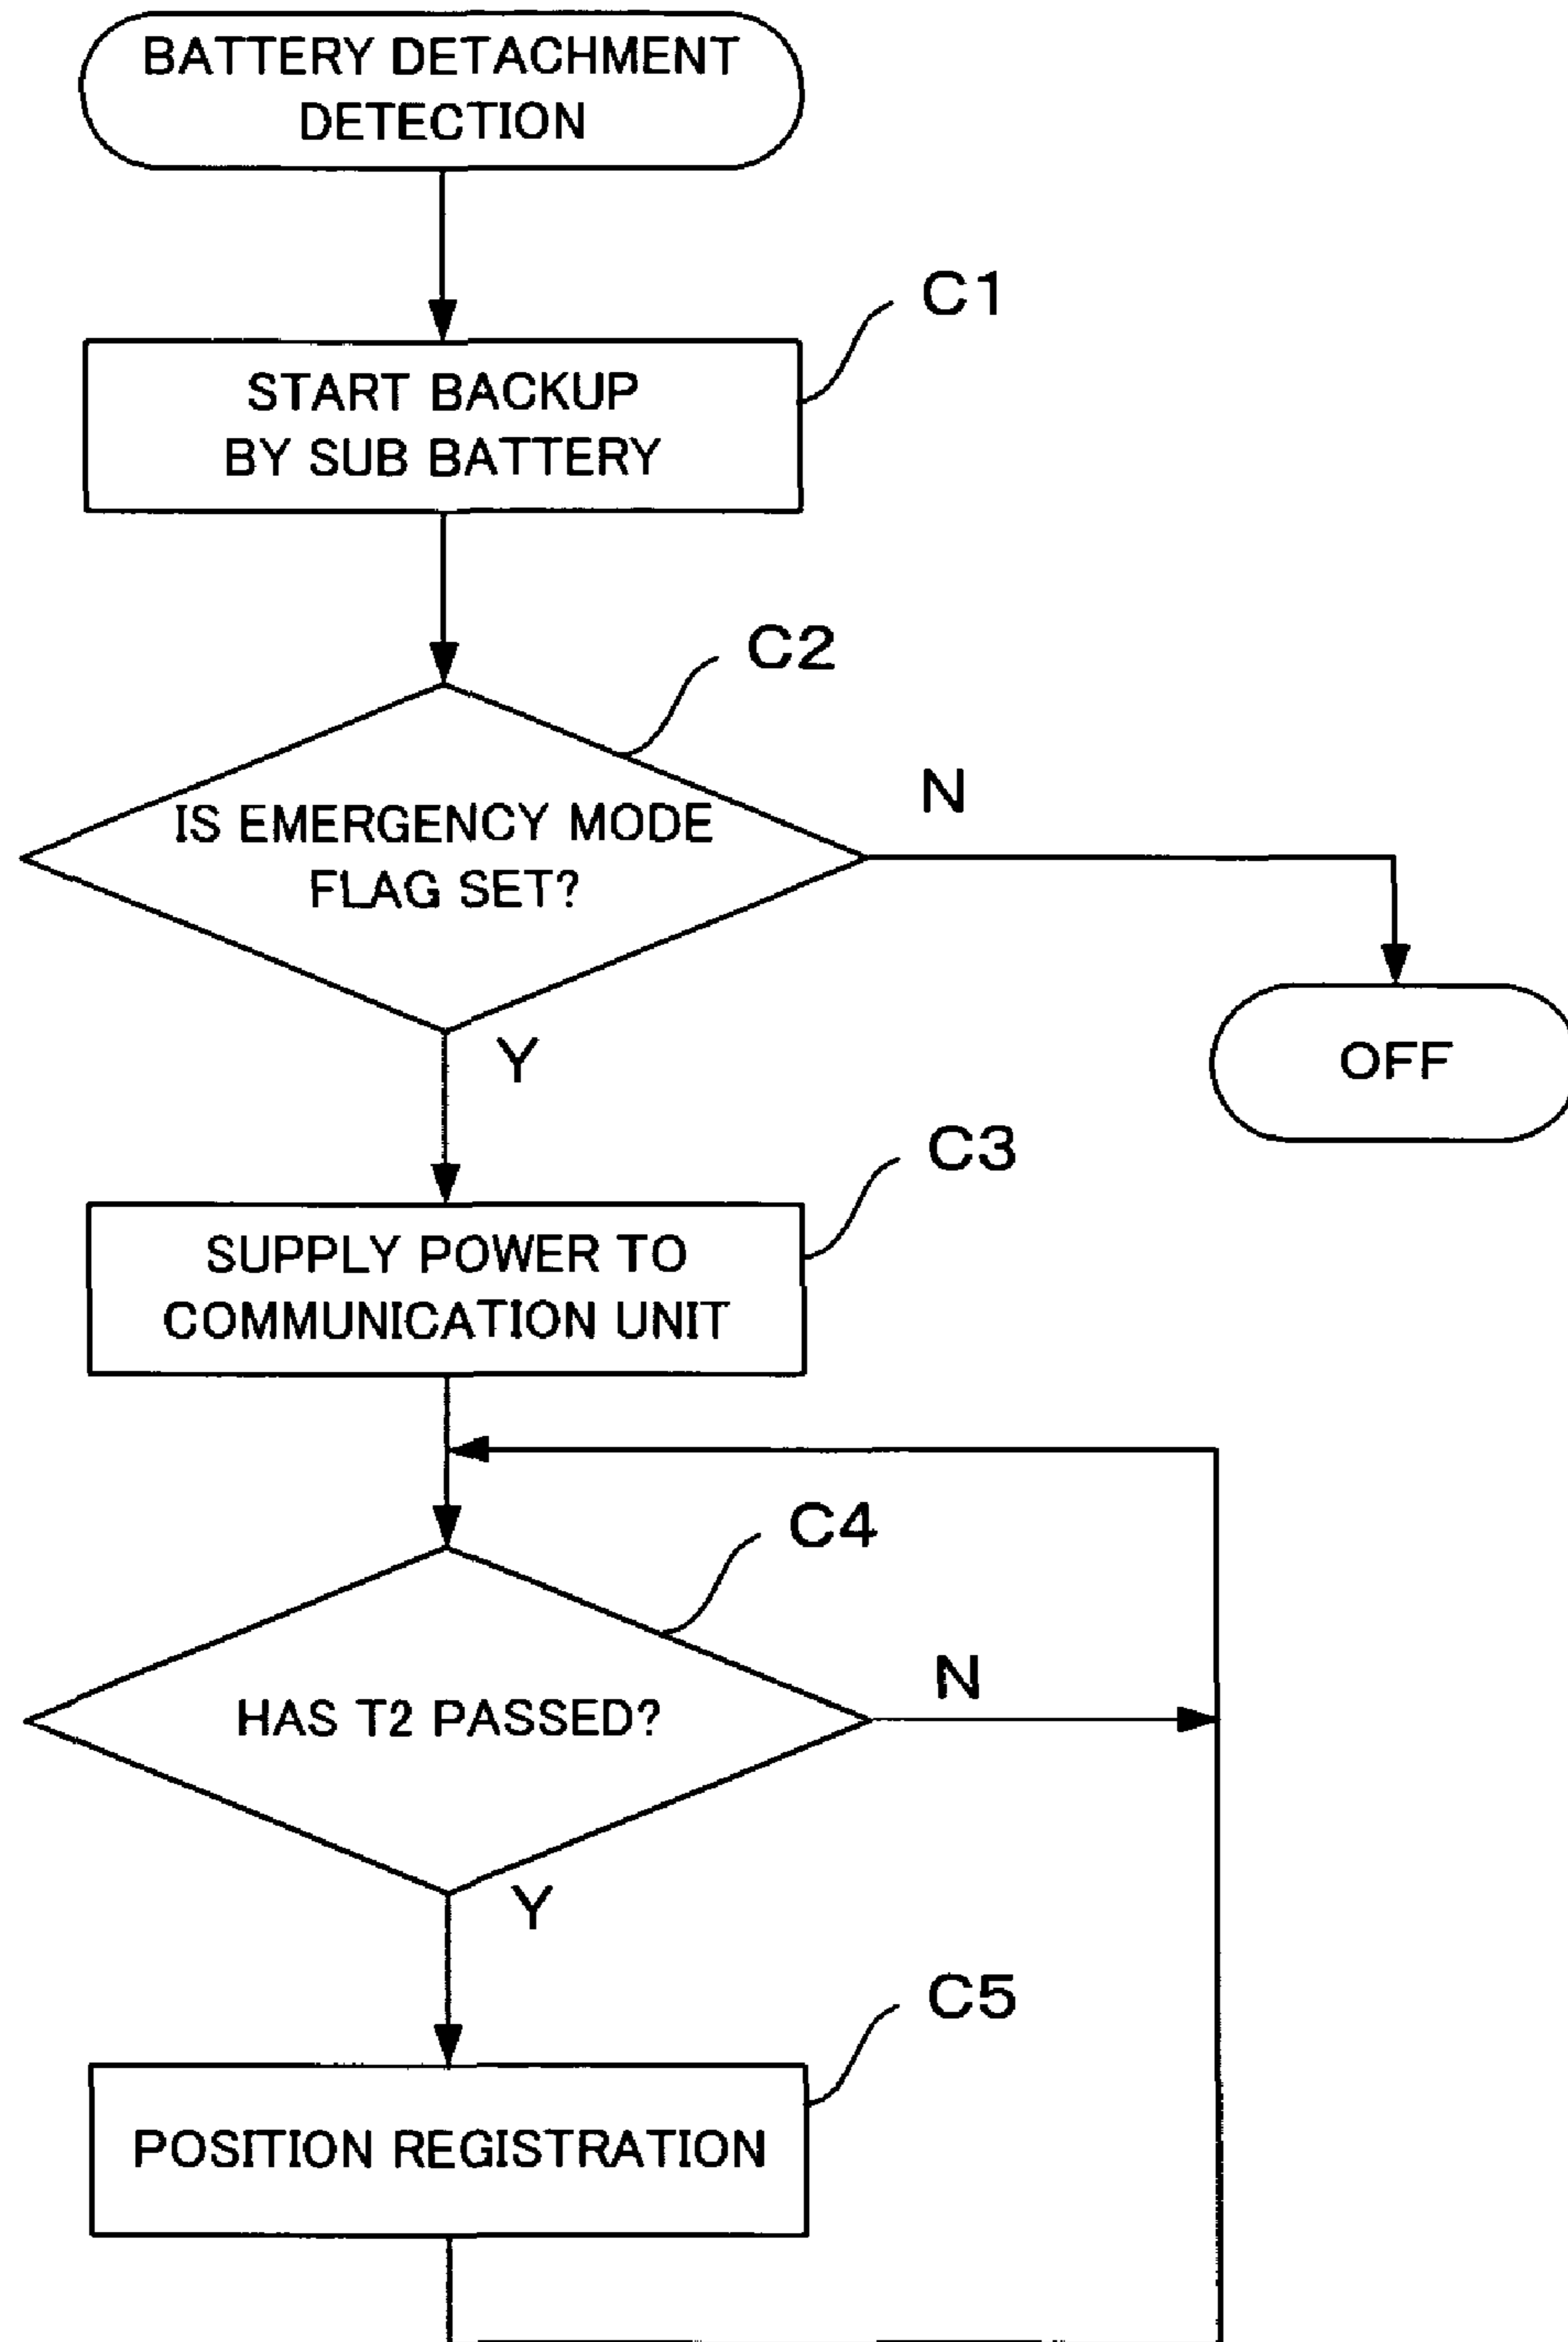 BATTERY DETACHMENT
DETECTION
C1
START BACKUP
BY SUB BATTERY
C2
IS EMERGENCY MODE
FLAG SET?
N
OFF
Y
C3
SUPPLY POWER TO
COMMUNICATION UNIT
C4
HAS T2 PASSED?
N
Y
C5
POSITION REGISTRATION